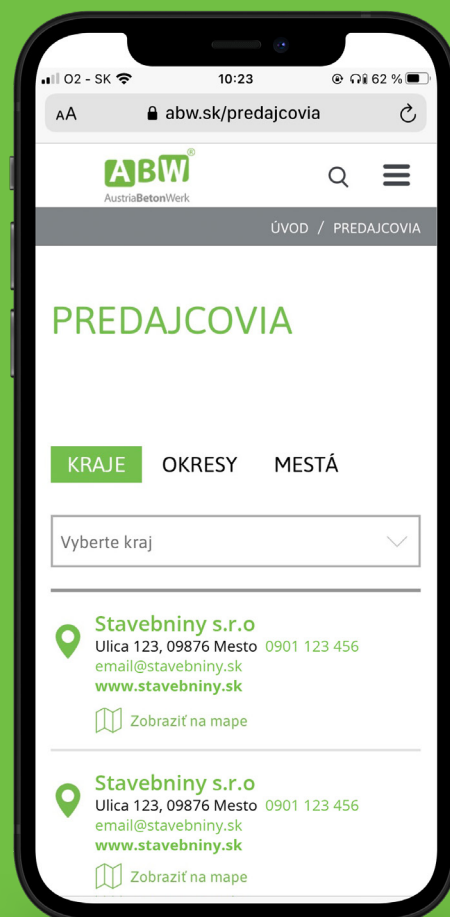 O2 - SK 10:23 62 %
AA abw.sk/predajcovia
ABW®
AustriaBetonWerk
ÚVOD / PREDAJCOVIA
PREDAJCOVIA
KRAJE OKRESY MESTÁ
Vyberte kraj
Stavebniny s.r.o
Ulica 123, 09876 Mesto 0901 123 456
email@stavebniny.sk
www.stavebniny.sk
Zobraziť na mape
Stavebniny s.r.o
Ulica 123, 09876 Mesto 0901 123 456
email@stavebniny.sk
www.stavebniny.sk
Zobraziť na mape